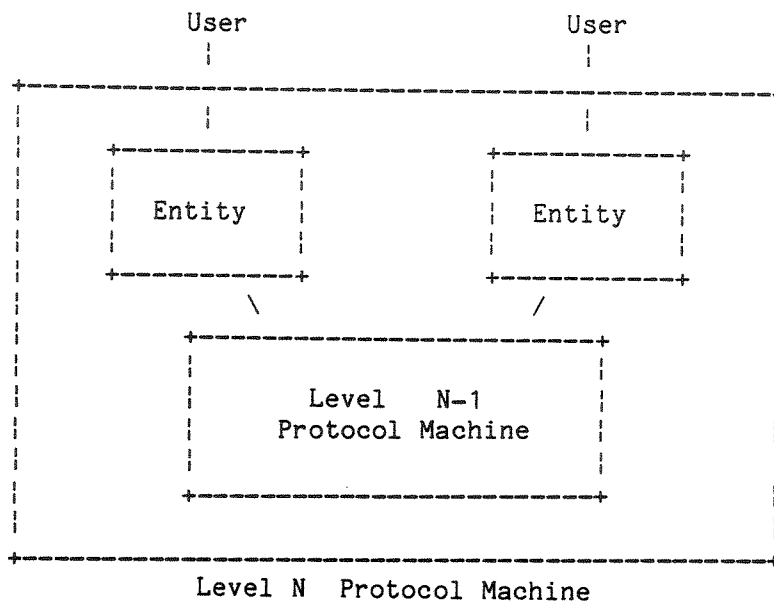 User User
Entity Entity
Level N-1
Protocol Machine
Level N Protocol Machine